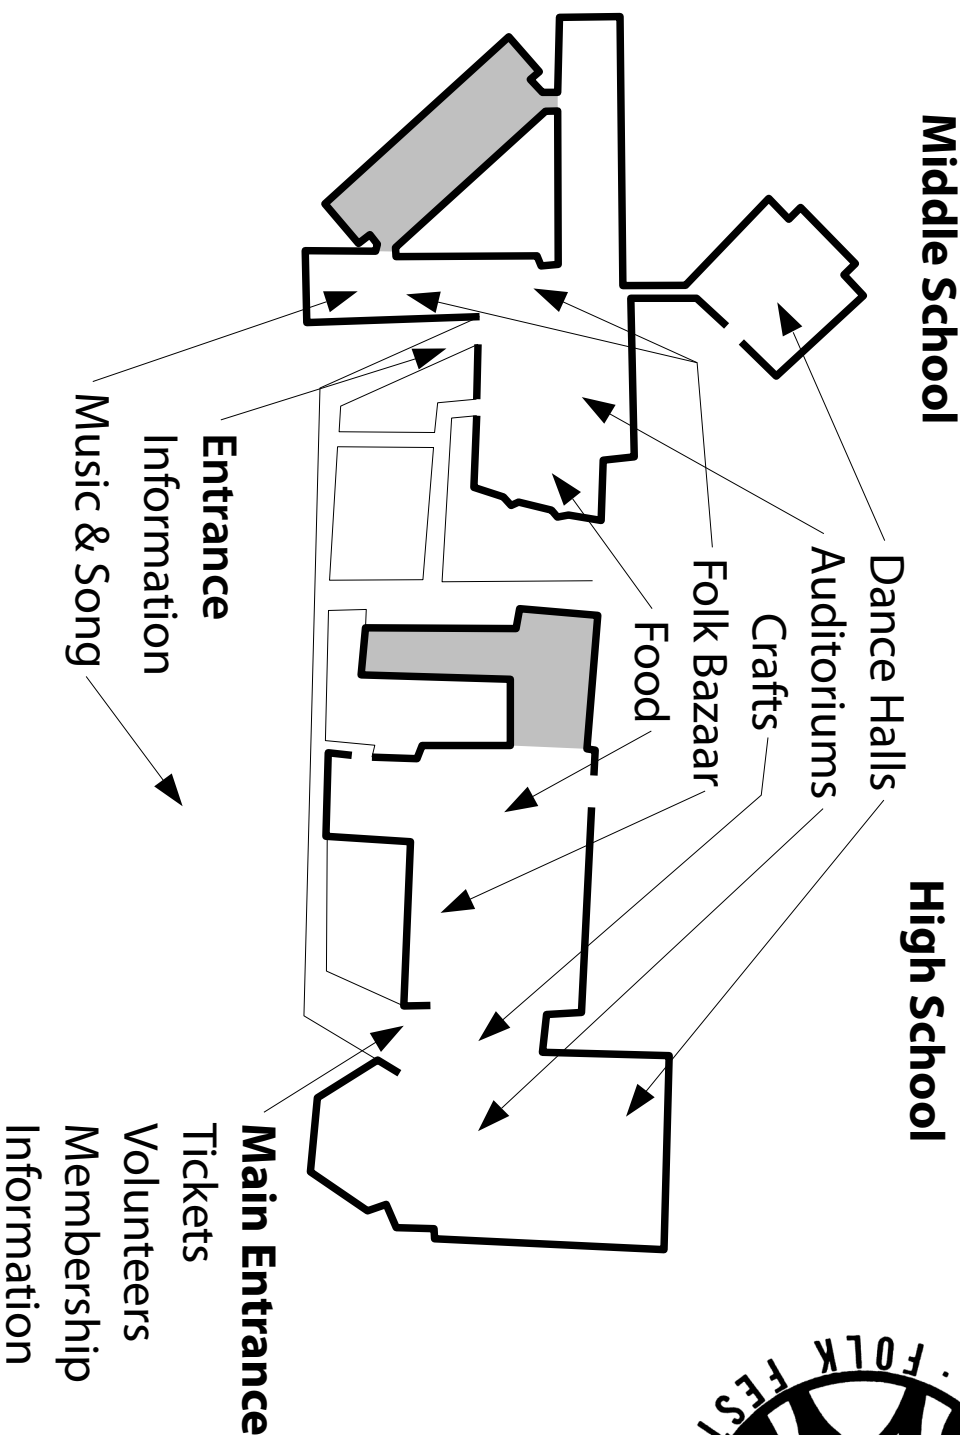 Middle School
High School
Dance Halls
Auditoriums
Crafts
Folk Bazaar
Food
Entrance
Information
Music & Song
Main Entrance
Tickets
Volunteers
Membership
Information
· FOLK FEST